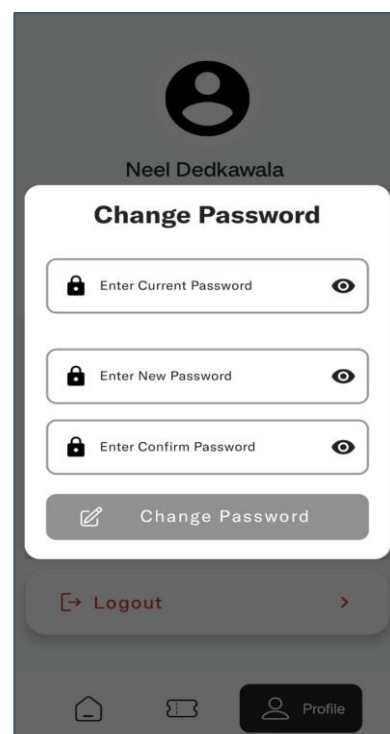 Neel Dedkawala
Change Password
Enter Current Password
Enter New Password
Enter Confirm Password
Change Password
Logout
Profile